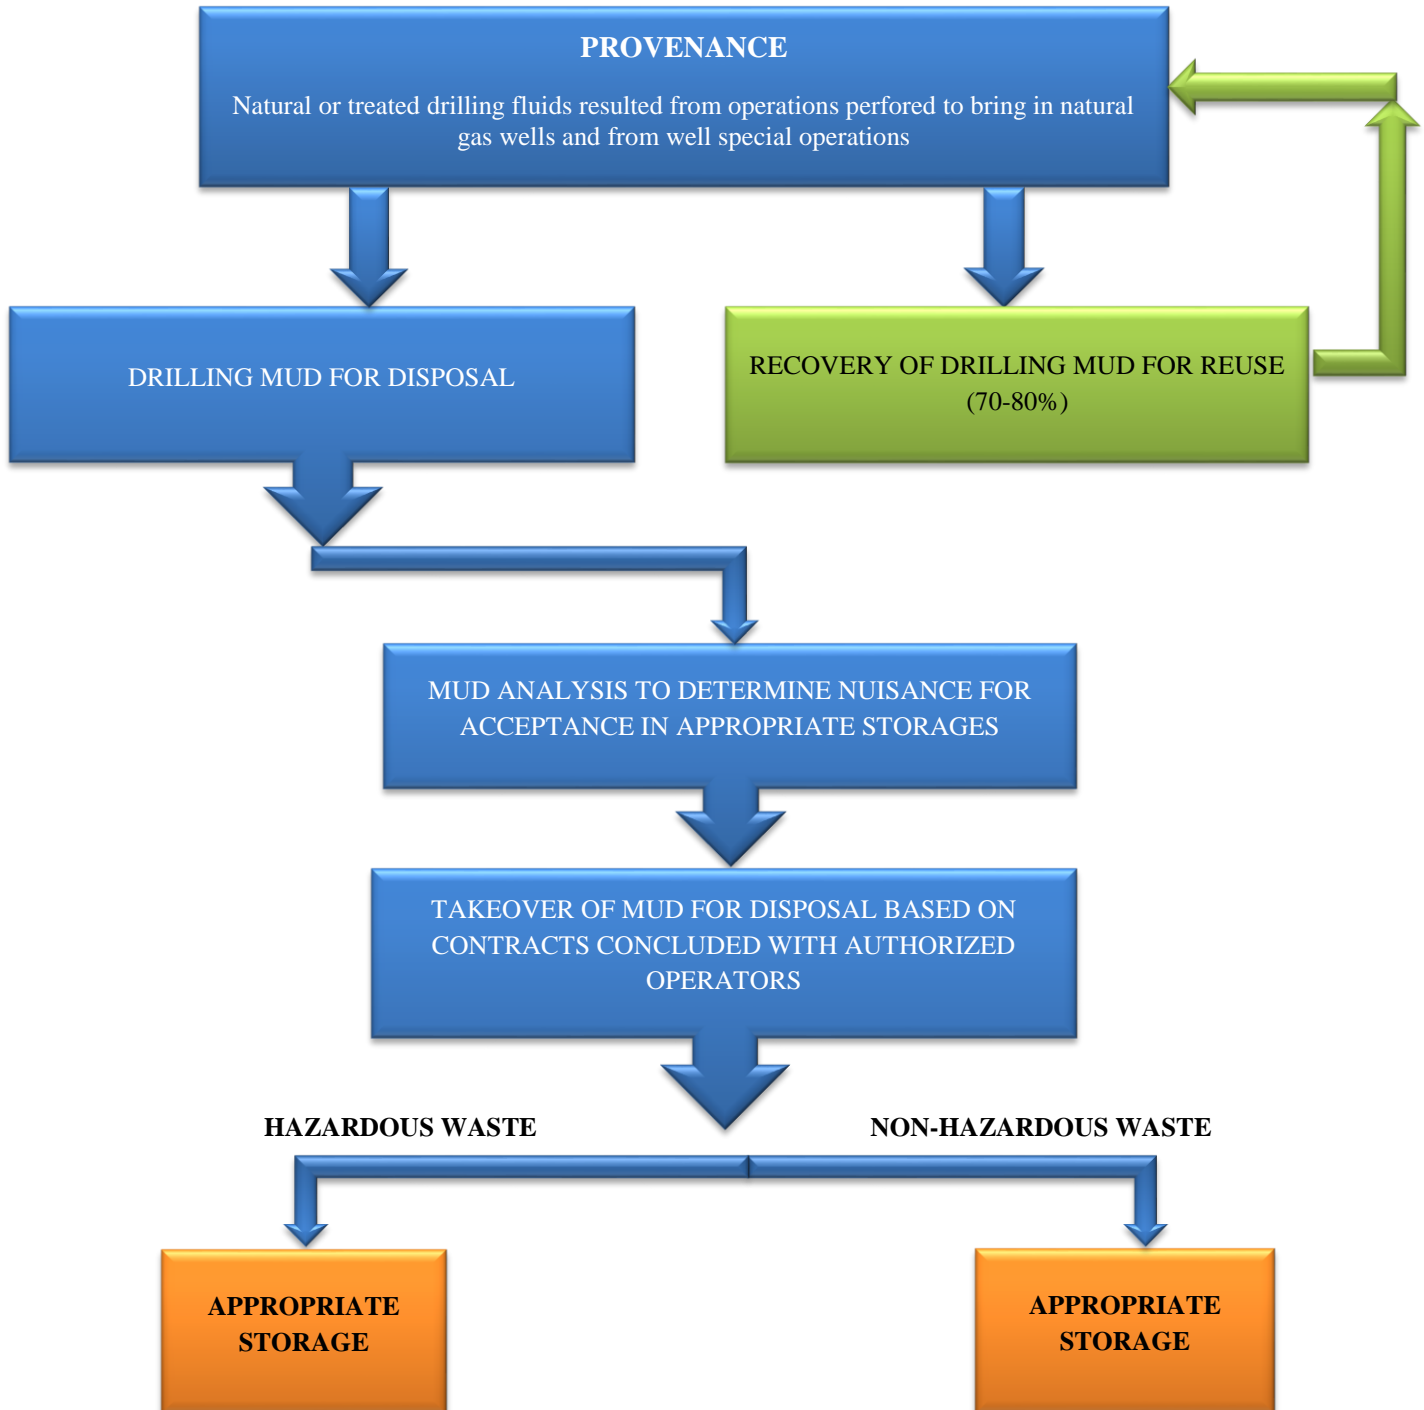 PROVENANCE
Natural or treated drilling fluids resulted from operations perfored to bring in natural
gas wells and from well special operations
DRILLING MUD FOR DISPOSAL
RECOVERY OF DRILLING MUD FOR REUSE
(70-80%)
MUD ANALYSIS TO DETERMINE NUISANCE FOR
ACCEPTANCE IN APPROPRIATE STORAGES
TAKEOVER OF MUD FOR DISPOSAL BASED ON
CONTRACTS CONCLUDED WITH AUTHORIZED
OPERATORS
HAZARDOUS WASTE
NON-HAZARDOUS WASTE
APPROPRIATE
STORAGE
APPROPRIATE
STORAGE